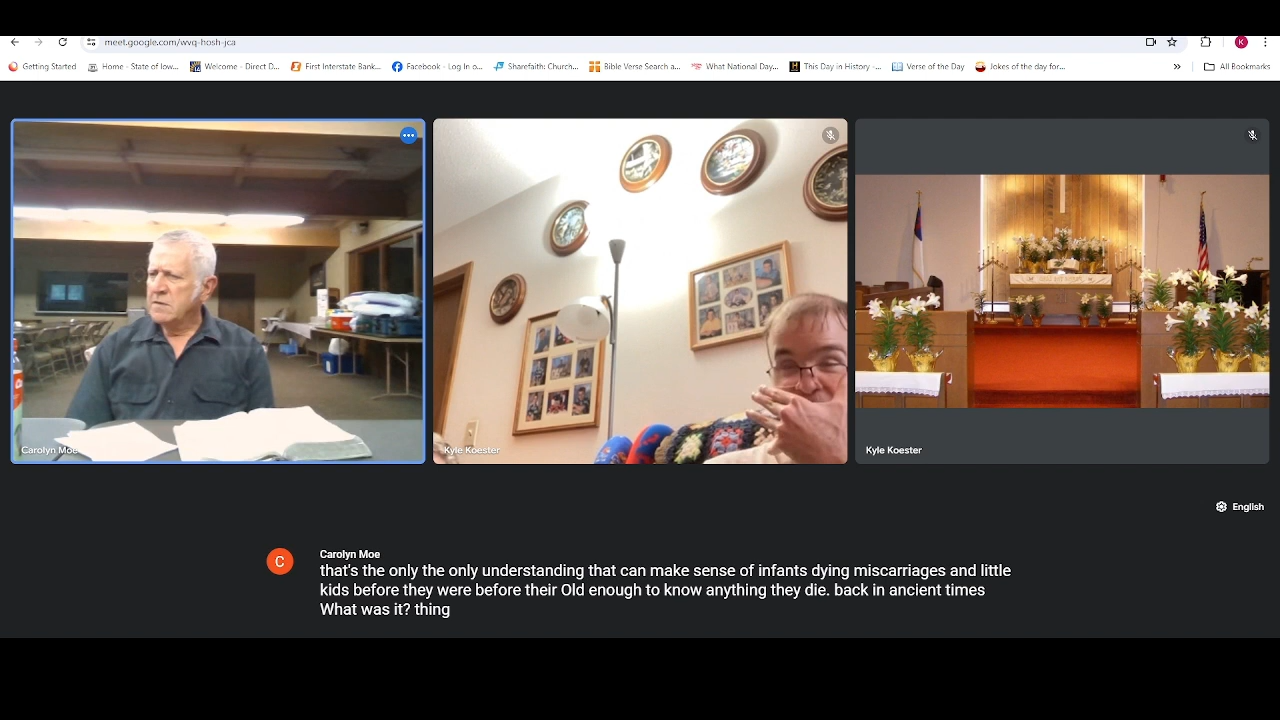 meet.google.com/wvq-hosh-jca
Getting Started
Home - State of Iow...
Welcome - Direct D...
First Interstate Bank...
Facebook - Log In o...
Sharefaith: Church...
Bible Verse Search a...
What National Day...
This Day in History -...
Verse of the Day
Jokes of the day for...
»
All Bookmarks
K
Carolyn Moe
Kyle Koester
Kyle Koester
English
C
Carolyn Moe
that's the only the only understanding that can make sense of infants dying miscarriages and little
kids before they were before their Old enough to know anything they die. back in ancient times
What was it? thing